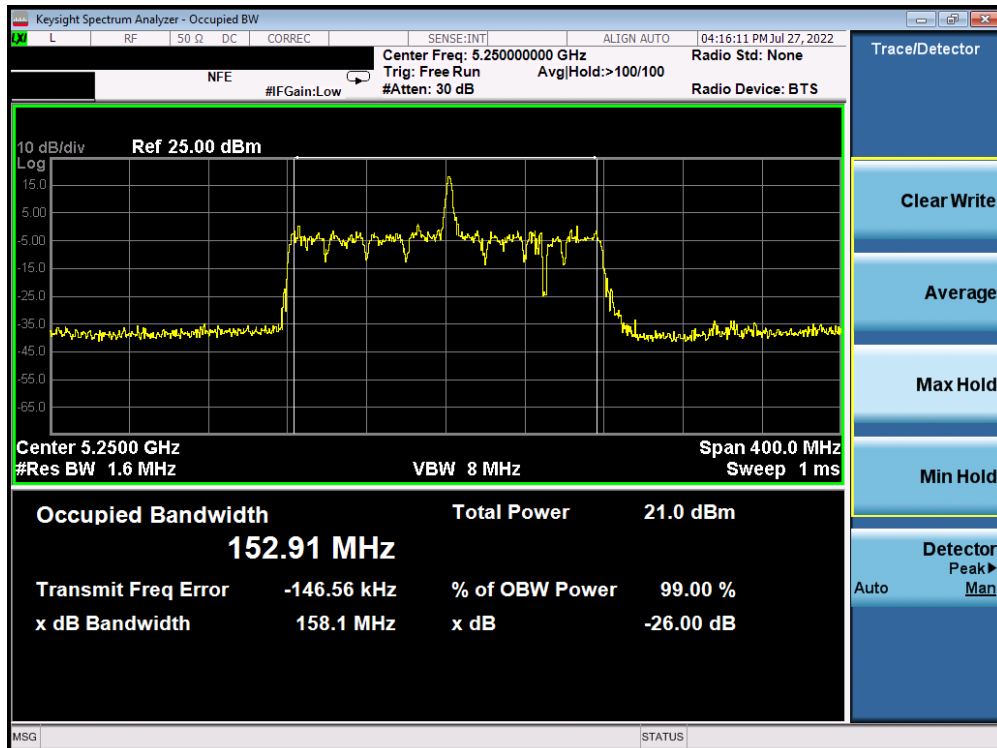 Keysight Spectrum Analyzer - Occupied BW
LXI L RF 50 Ω DC CORREC SENSE:INT ALIGN AUTO 04:16:11 PM Jul 27, 2022
Center Freq: 5.250000000 GHz Radio Std: None
NFE Trig: Free Run Avg|Hold:>100/100
#IFGain:Low #Atten: 30 dB Radio Device: BTS
10 dB/div Ref 25.00 dBm
Log
15.0
5.00
-5.00
-15.0
-25.0
-35.0
-45.0
-55.0
-65.0
Center 5.2500 GHz Span 400.0 MHz
#Res BW 1.6 MHz VBW 8 MHz Sweep 1 ms
Occupied Bandwidth Total Power 21.0 dBm
152.91 MHz
Transmit Freq Error -146.56 kHz % of OBW Power 99.00 %
x dB Bandwidth 158.1 MHz x dB -26.00 dB
MSG STATUS
Trace/Detector
Clear Write
Average
Max Hold
Min Hold
Detector
Peak▶
Auto Man